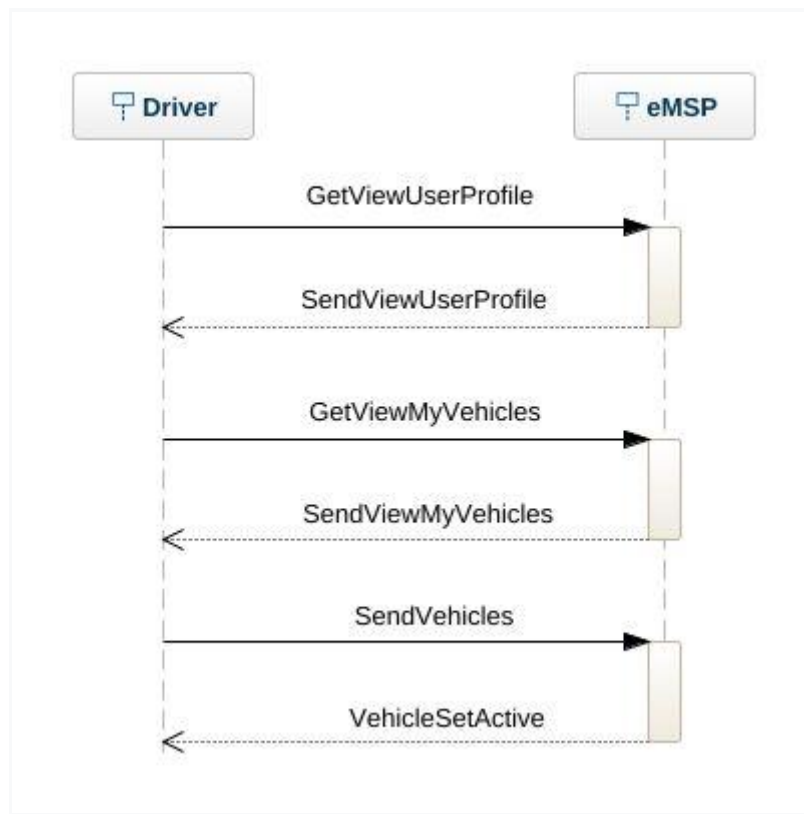 Driver
eMSP
GetViewUserProfile
SendViewUserProfile
GetViewMyVehicles
SendViewMyVehicles
SendVehicles
VehicleSetActive